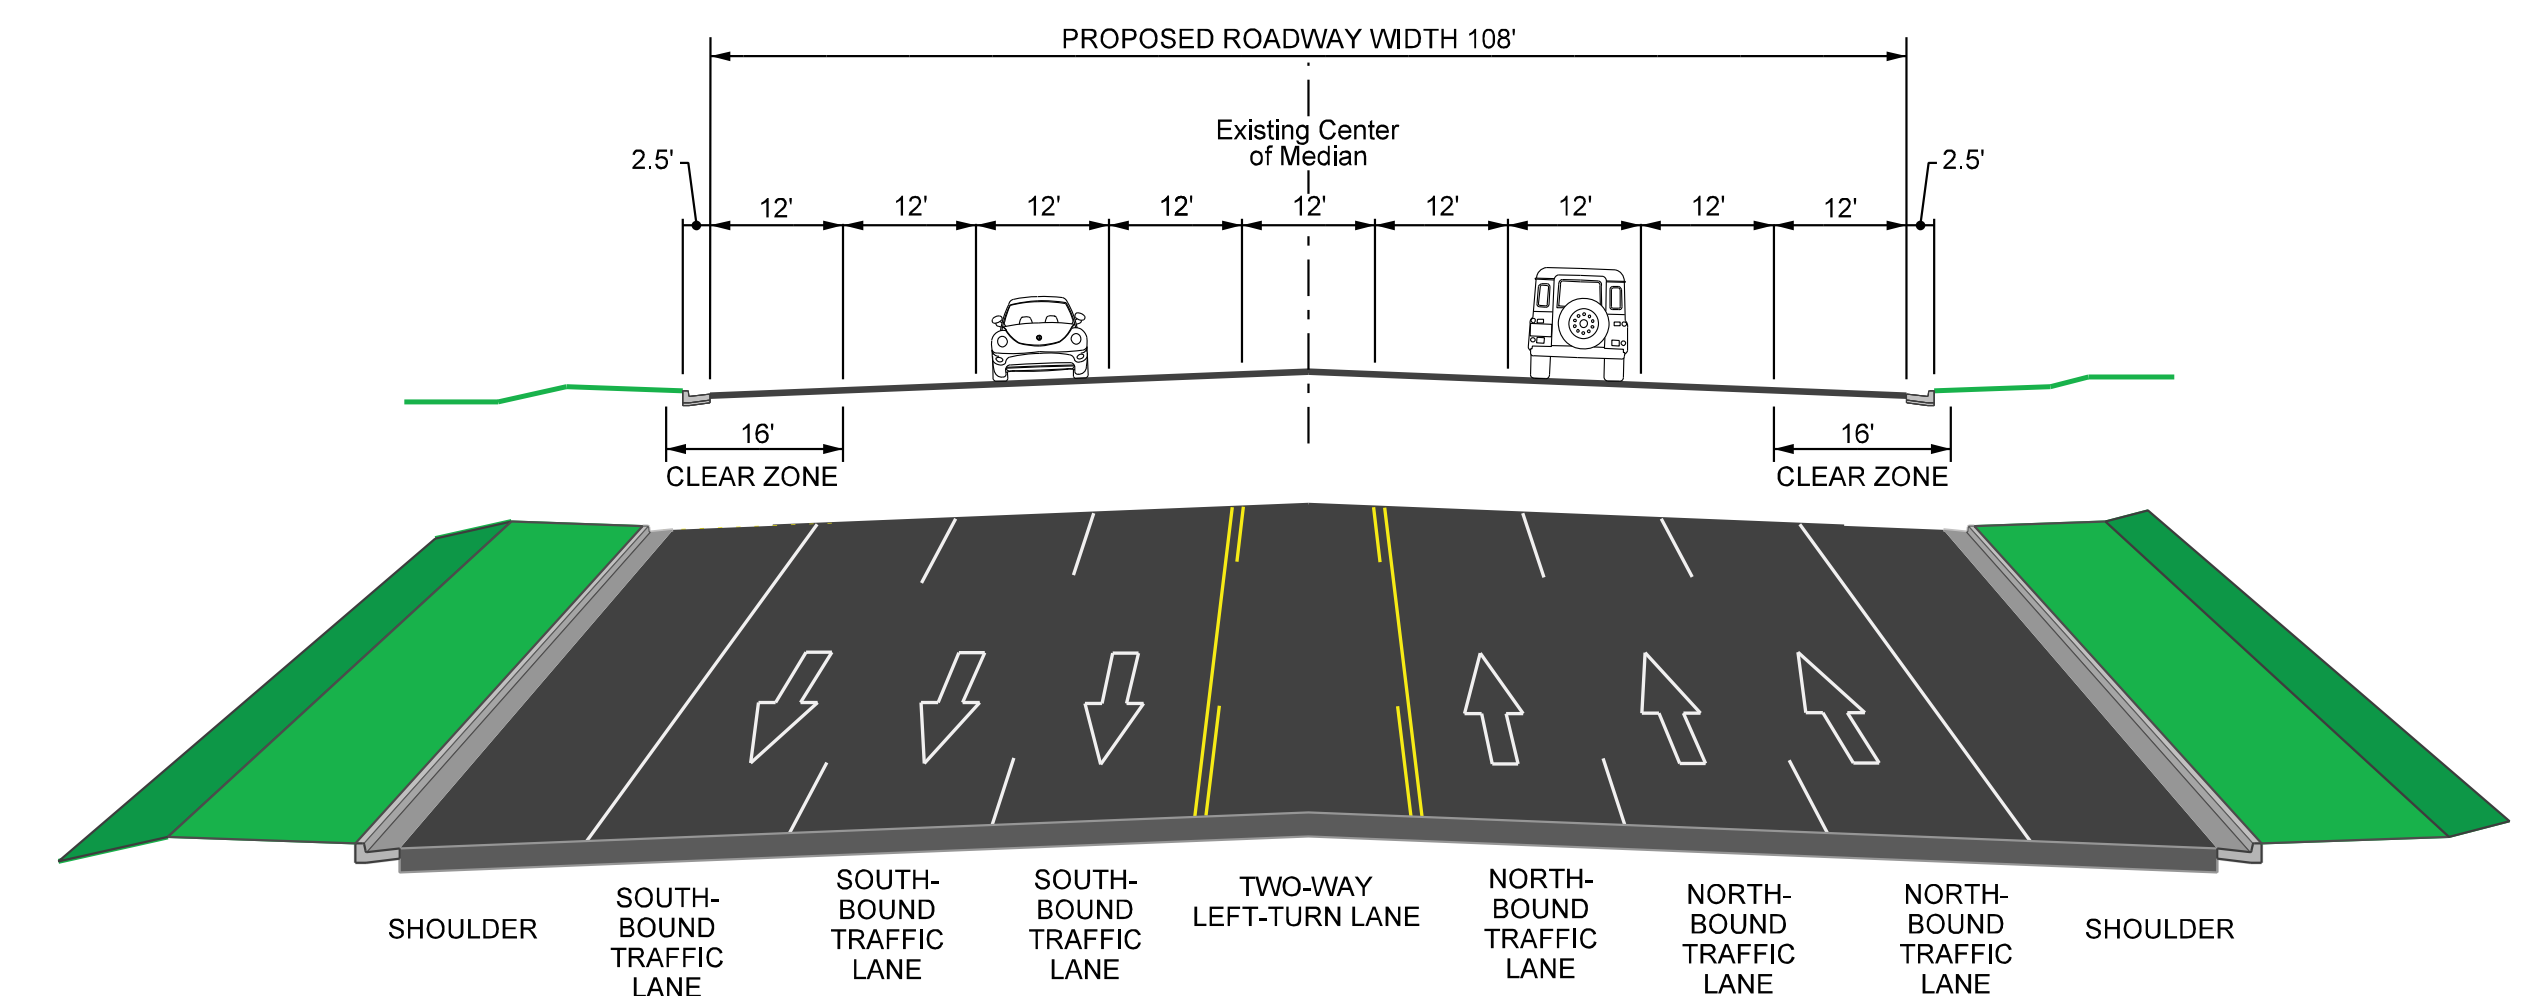 PROPOSED ROADWAY WIDTH 108'
Existing Center
of Median
2.5'
2.5'
12'
12'
12'
12'
12'
12'
12'
12'
12'
16'
CLEAR ZONE
16'
CLEAR ZONE
SHOULDER
SOUTH-
BOUND
TRAFFIC
LANE
SOUTH-
BOUND
TRAFFIC
LANE
SOUTH-
BOUND
TRAFFIC
LANE
TWO-WAY
LEFT-TURN LANE
NORTH-
BOUND
TRAFFIC
LANE
NORTH-
BOUND
TRAFFIC
LANE
NORTH-
BOUND
TRAFFIC
LANE
SHOULDER